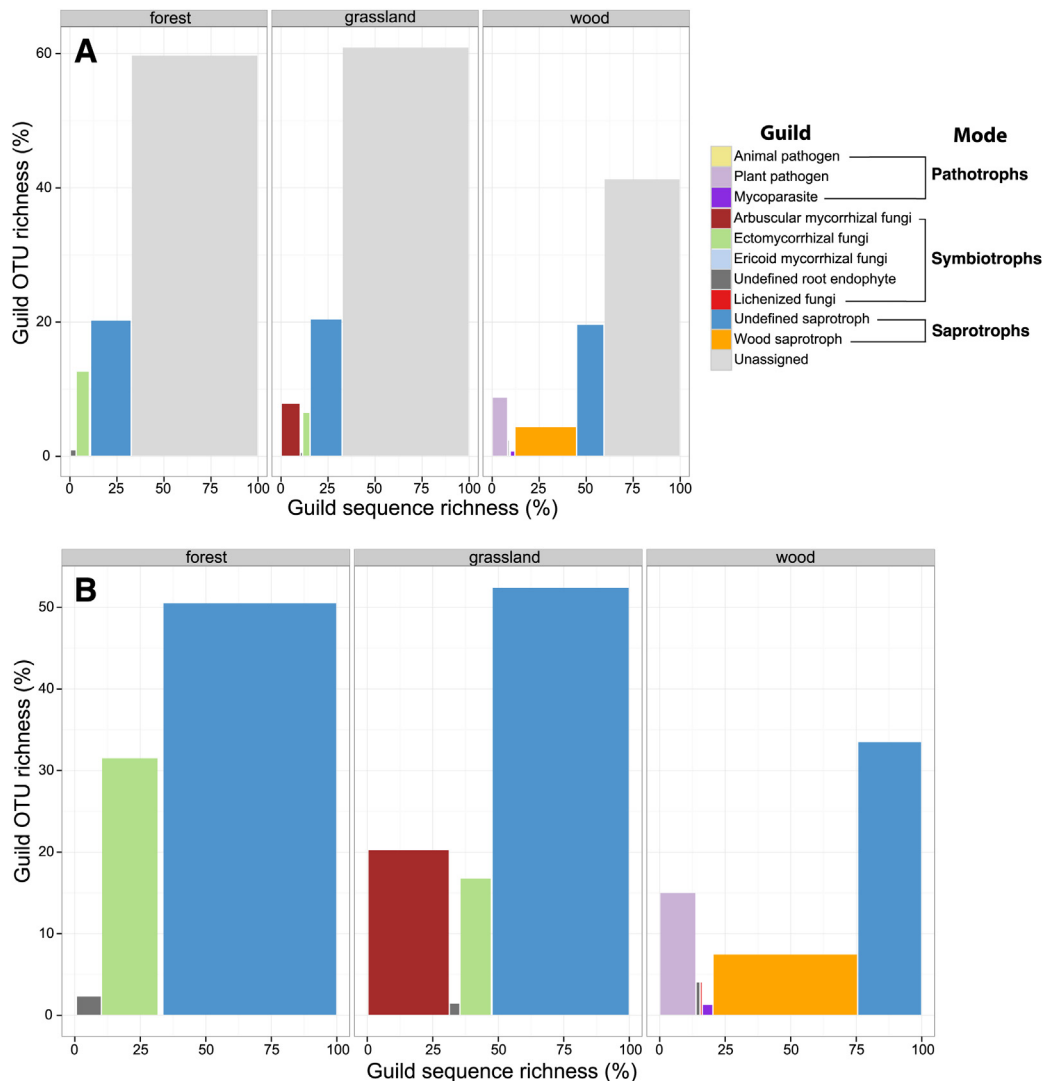 forest grassland wood
A
60
40
20
0
Guild OTU richness (%)
0 25 50 75 100 0 25 50 75 100 0 25 50 75 100
Guild sequence richness (%)
Guild Mode
Animal pathogen
Plant pathogen
Mycoparasite
Arbuscular mycorrhizal fungi
Ectomycorrhizal fungi
Ericoid mycorrhizal fungi
Undefined root endophyte
Lichenized fungi
Undefined saprotroph
Wood saprotroph
Unassigned
Pathotrophs
Symbiotrophs
Saprotrophs
forest grassland wood
B
50
40
30
20
10
0
Guild OTU richness (%)
0 25 50 75 100 0 25 50 75 100 0 25 50 75 100
Guild sequence richness (%)